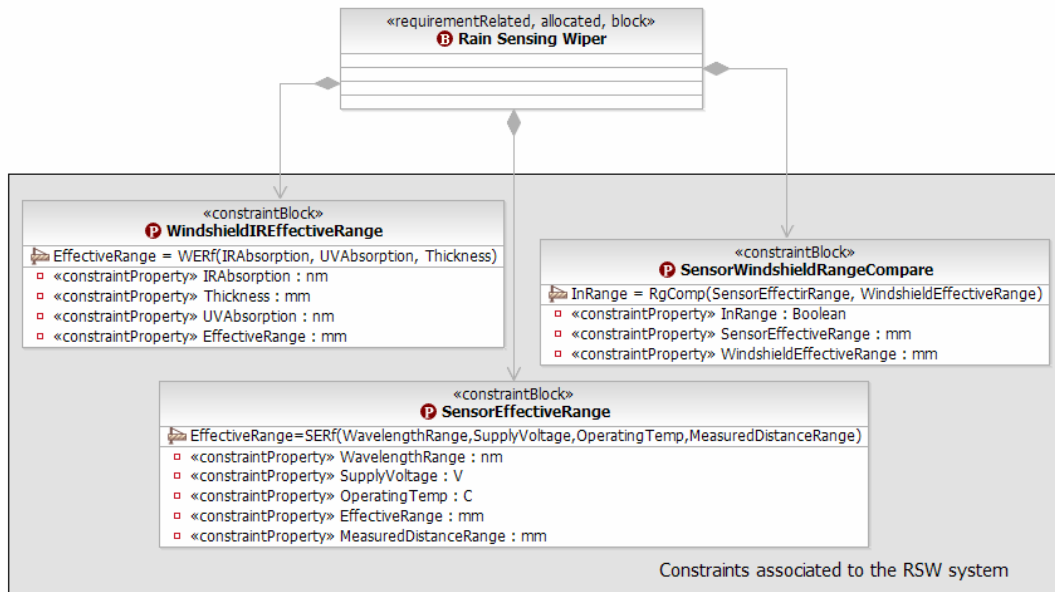 «requirementRelated, allocated, block»
B Rain Sensing Wiper
«constraintBlock»
P WindshieldIREffectiveRange
EffectiveRange = WERf(IRAbsorption, UVAbsorption, Thickness)
«constraintProperty» IRAbsorption : nm
«constraintProperty» Thickness : mm
«constraintProperty» UVAbsorption : nm
«constraintProperty» EffectiveRange : mm
«constraintBlock»
P SensorWindshieldRangeCompare
InRange = RgComp(SensorEffectirRange, WindshieldEffectiveRange)
«constraintProperty» InRange : Boolean
«constraintProperty» SensorEffectiveRange : mm
«constraintProperty» WindshieldEffectiveRange : mm
«constraintBlock»
P SensorEffectiveRange
EffectiveRange=SERf(WavelengthRange,SupplyVoltage,OperatingTemp,MeasuredDistanceRange)
«constraintProperty» WavelengthRange : nm
«constraintProperty» SupplyVoltage : V
«constraintProperty» OperatingTemp : C
«constraintProperty» EffectiveRange : mm
«constraintProperty» MeasuredDistanceRange : mm
Constraints associated to the RSW system